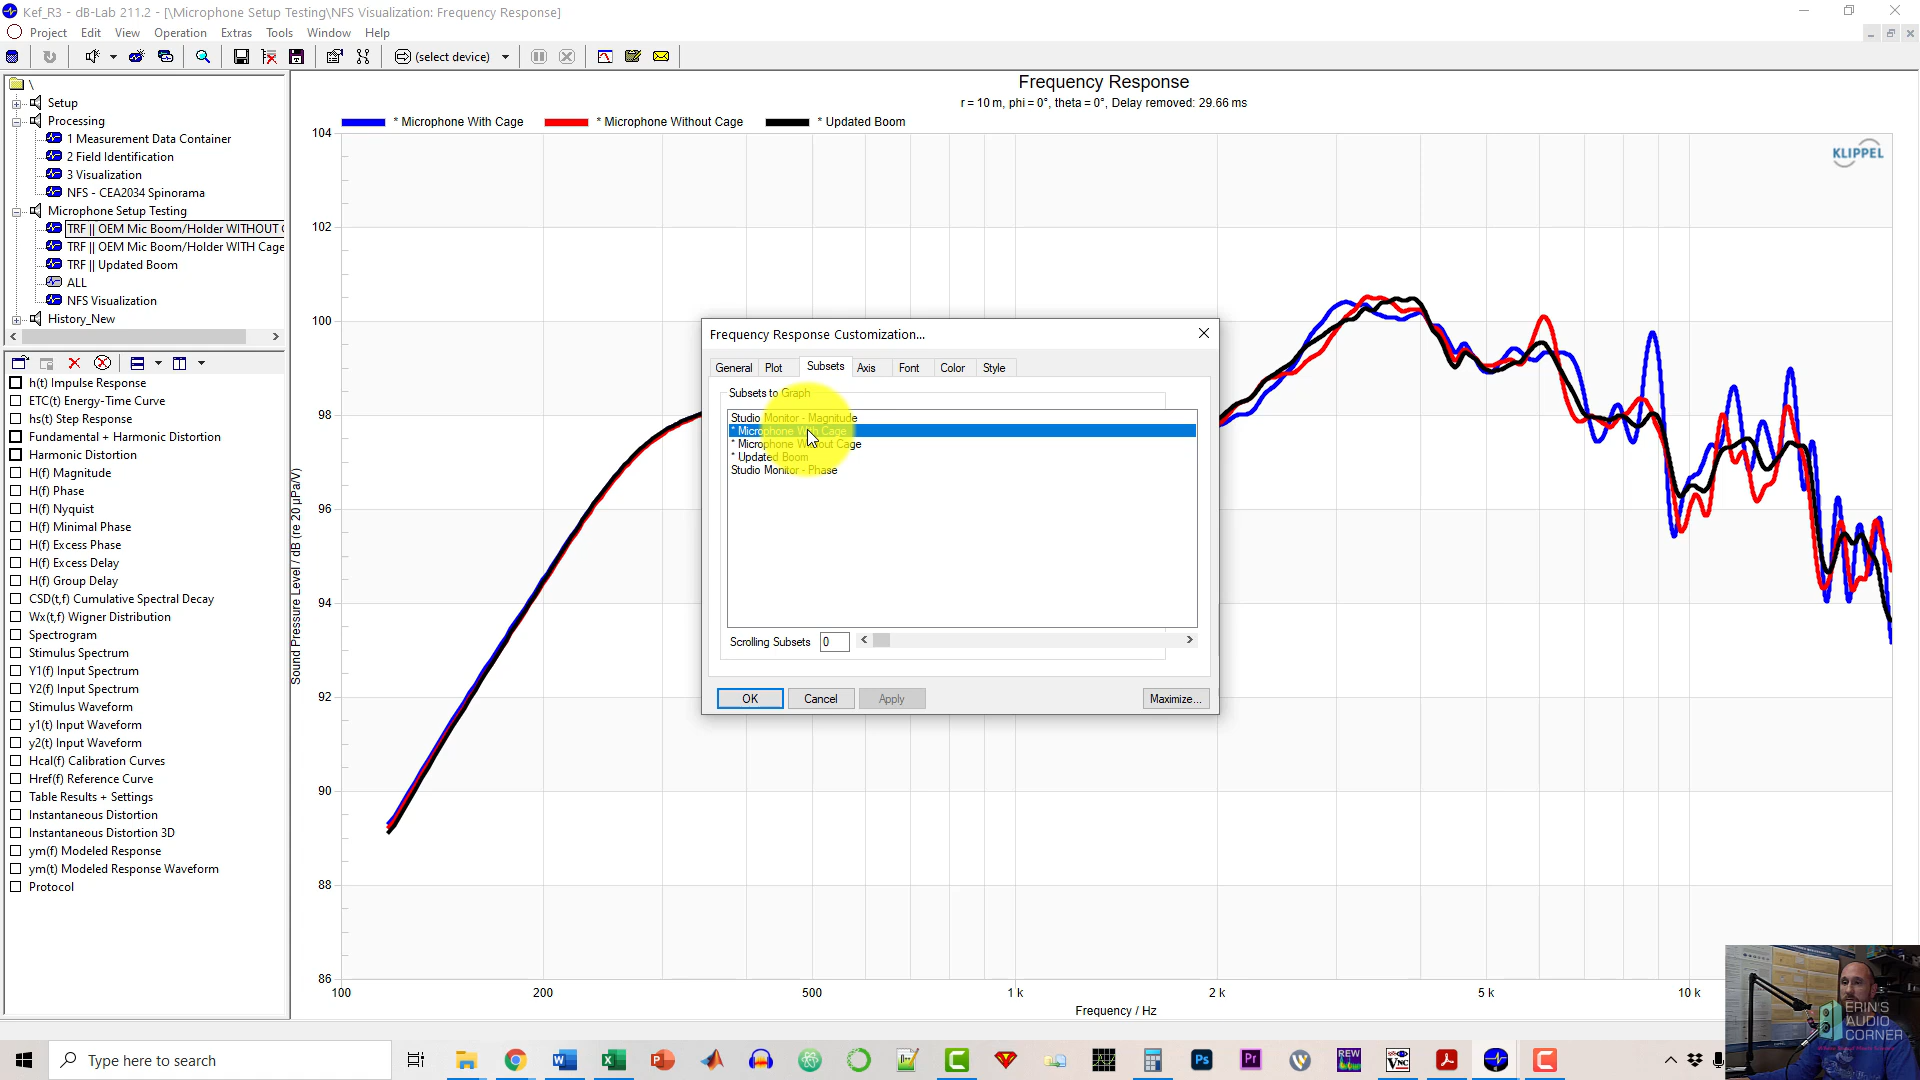 Kef_R3 - dB-Lab 211.2 - [\Microphone Setup Testing\NFS Visualization: Frequency Response]
Project Edit View Operation Extras Tools Window Help
(select device)
\
Setup
Processing
1 Measurement Data Container
2 Field Identification
3 Visualization
NFS - CEA2034 Spinorama
Microphone Setup Testing
TRF || OEM Mic Boom/Holder WITHOUT C
TRF || OEM Mic Boom/Holder WITH Cage
TRF || Updated Boom
ALL
NFS Visualization
History_New
h(t) Impulse Response
ETC(t) Energy-Time Curve
hs(t) Step Response
Fundamental + Harmonic Distortion
Harmonic Distortion
H(f) Magnitude
H(f) Phase
H(f) Nyquist
H(f) Minimal Phase
H(f) Excess Phase
H(f) Excess Delay
H(f) Group Delay
CSD(t,f) Cumulative Spectral Decay
Wx(t,f) Wigner Distribution
Spectrogram
Stimulus Spectrum
Y1(f) Input Spectrum
Y2(f) Input Spectrum
Stimulus Waveform
y1(t) Input Waveform
y2(t) Input Waveform
Hcal(f) Calibration Curves
Href(f) Reference Curve
Table Results + Settings
Instantaneous Distortion
Instantaneous Distortion 3D
ym(f) Modeled Response
ym(t) Modeled Response Waveform
Protocol
Frequency Response
r = 10 m, phi = 0°, theta = 0°, Delay removed: 29.66 ms
* Microphone With Cage * Microphone Without Cage * Updated Boom
KLIPPEL
104
102
100
98
96
94
92
90
88
86
Sound Pressure Level / dB (re 20 µPa/V)
100 200 500 1 k 2 k 5 k 10 k
Frequency / Hz
Frequency Response Customization...
General Plot Subsets Axis Font Color Style
Subsets to Graph
Studio Monitor - Magnitude
* Microphone With Cage
* Microphone Without Cage
* Updated Boom
Studio Monitor - Phase
Scrolling Subsets 0
OK Cancel Apply Maximize...
ERIN'S
AUDIO
CORNER
Type here to search
W X P Ps Pr REW VNC